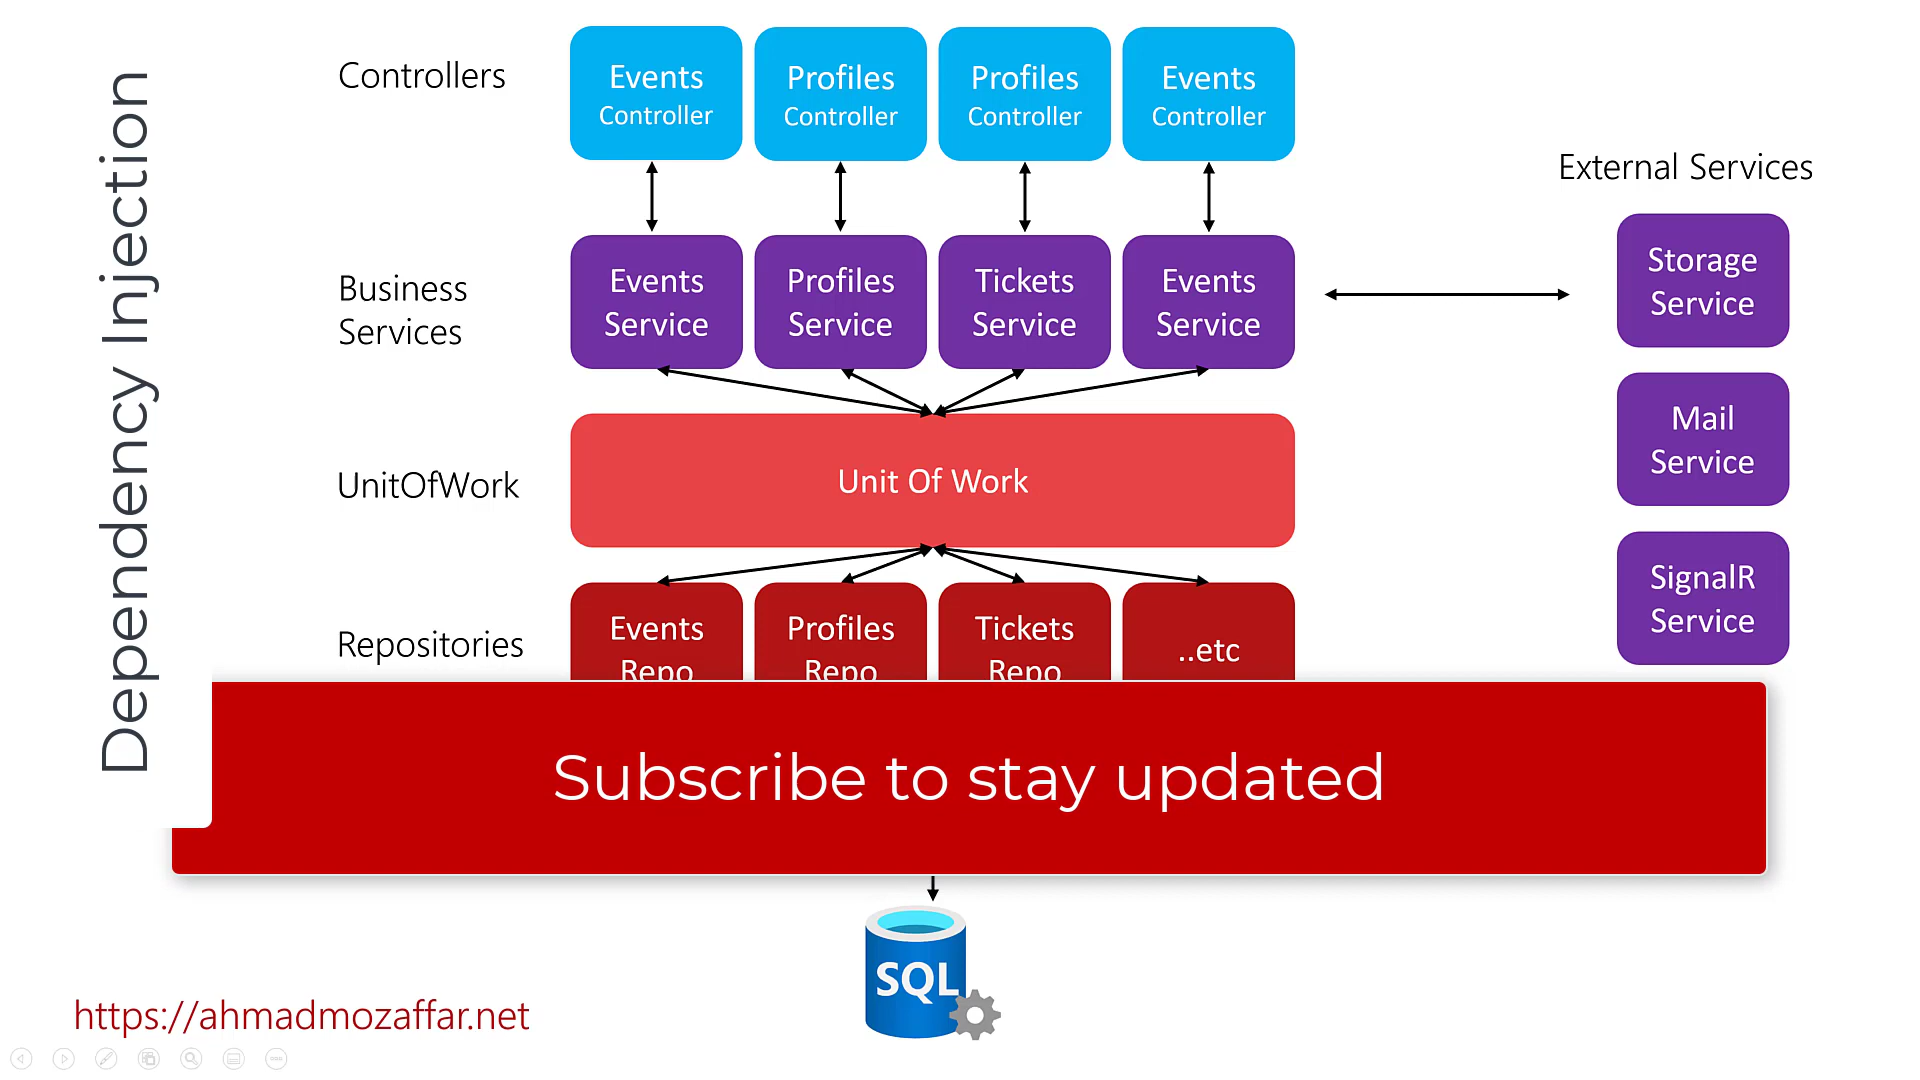 Dependency Injection
Controllers
Events
Controller
Profiles
Controller
Profiles
Controller
Events
Controller
External Services
Business
Services
Events
Service
Profiles
Service
Tickets
Service
Events
Service
Storage
Service
Mail
Service
SignalR
Service
UnitOfWork
Unit Of Work
Repositories
Events
Repo
Profiles
Repo
Tickets
Repo
..etc
Subscribe to stay updated
SQL
https://ahmadmozaffar.net